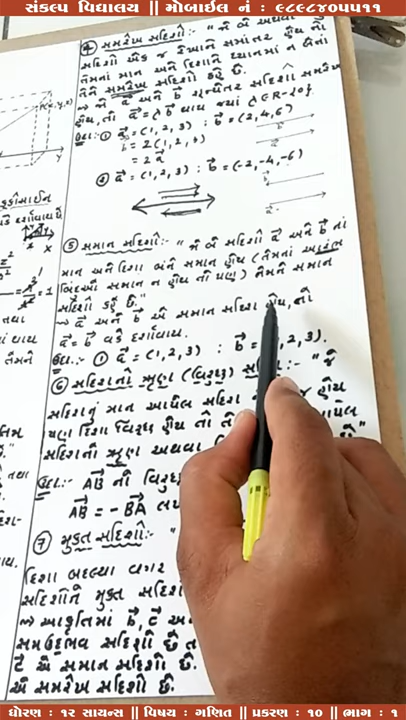 સંકલ્પ વિદ્યાલય || મોબાઈલ નં : ૯૮૯૮૪૦૫૫૧૧
④ સમરેખ સદિશો :- "જો બે અથવા
સદિશો એક જ રેખાને સમાંતર હોય તો
તેમનાં માન અને દિશાને ધ્યાનમાં ન લેતાં
તેને સમરેખ સદિશો કહે છે.
→ જો a⃗ અને b⃗ શૂન્યેતર સદિશો સમરેખ
હોય, તો a⃗ = λb⃗ થાય જ્યાં λ∈R-{0}
ઉદા:- ① a⃗ = (1, 2, 3) ; b⃗ = (2, 4, 6)
b⃗ = 2(1, 2, 3)
= 2a⃗
② a⃗ = (1, 2, 3) ; b⃗ = (-2, -4, -6)
⑤ સમાન સદિશો:- "જો બે સદિશો a⃗ અને b⃗ નાં
માન અને દિશા બંને સમાન હોય (તેમનાં આરંભ
બિંદુઓ સમાન ન હોય તો પણ) તેમને સમાન
સદિશો કહે છે."
→ a⃗ અને b⃗ એ સમાન સદિશ હોય, તો
a⃗ = b⃗ વડે દર્શાવાય.
ઉદા.:- ① a⃗ = (1, 2, 3) ; b⃗ = 2, 3).
⑥ સદિશનો ઋણ (વિરુદ્ધ) :- "જે
સદિશનું માન આપેલ સદિશ જ હોય
પણ દિશા વિરુદ્ધ હોય તો તે આપેલ
સદિશનો ઋણ અથવા
ઉદા.:- AB⃗ નો વિરુદ્ધ
AB⃗ = -BA⃗
⑦ મુક્ત સદિશો:- "
દિશા બદલ્યા વગર
સદિશોને મુક્ત સદિશો
→ આકૃતિમાં b⃗, c⃗
સદિશો છે
એ સમાન સદિશો છે.
એ સમરેખ સદિશો છે.
P(x,y,z)
Y
ધોરણ : ૧૨ સાયન્સ || વિષય : ગણિત || પ્રકરણ : ૧૦ || ભાગ : ૧